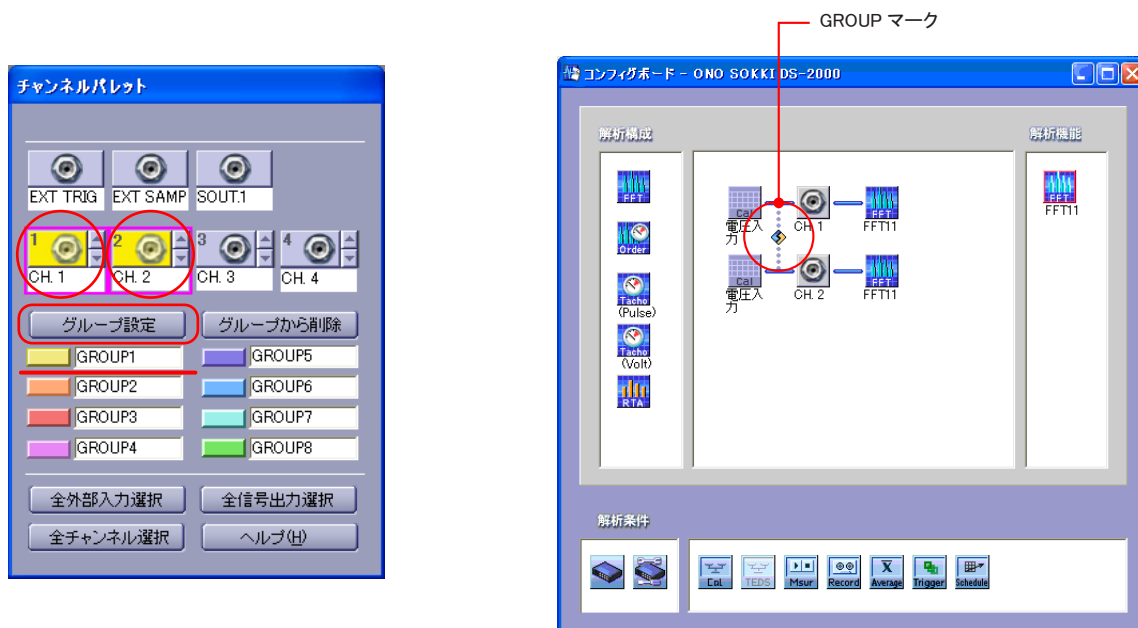 GROUP マーク
チャンネルパレット
EXT TRIG
EXT SAMP
SOUT.1
1
2
3
4
CH. 1
CH. 2
CH. 3
CH. 4
グループ設定
グループから削除
GROUP1
GROUP5
GROUP2
GROUP6
GROUP3
GROUP7
GROUP4
GROUP8
全外部入力選択
全信号出力選択
全チャンネル選択
ヘルプ(H)
コンフィグボード - ONO SOKKI DS-2000
解析構成
解析機能
FFT
Order
Tacho
(Pulse)
Tacho
(Volt)
RTA
Cal
電圧入
力
CH. 1
FFT
FFT11
Cal
電圧入
力
CH. 2
FFT
FFT11
FFT
FFT11
解析条件
Cal
TEDS
Msur
Record
X
Average
Trigger
Schedule